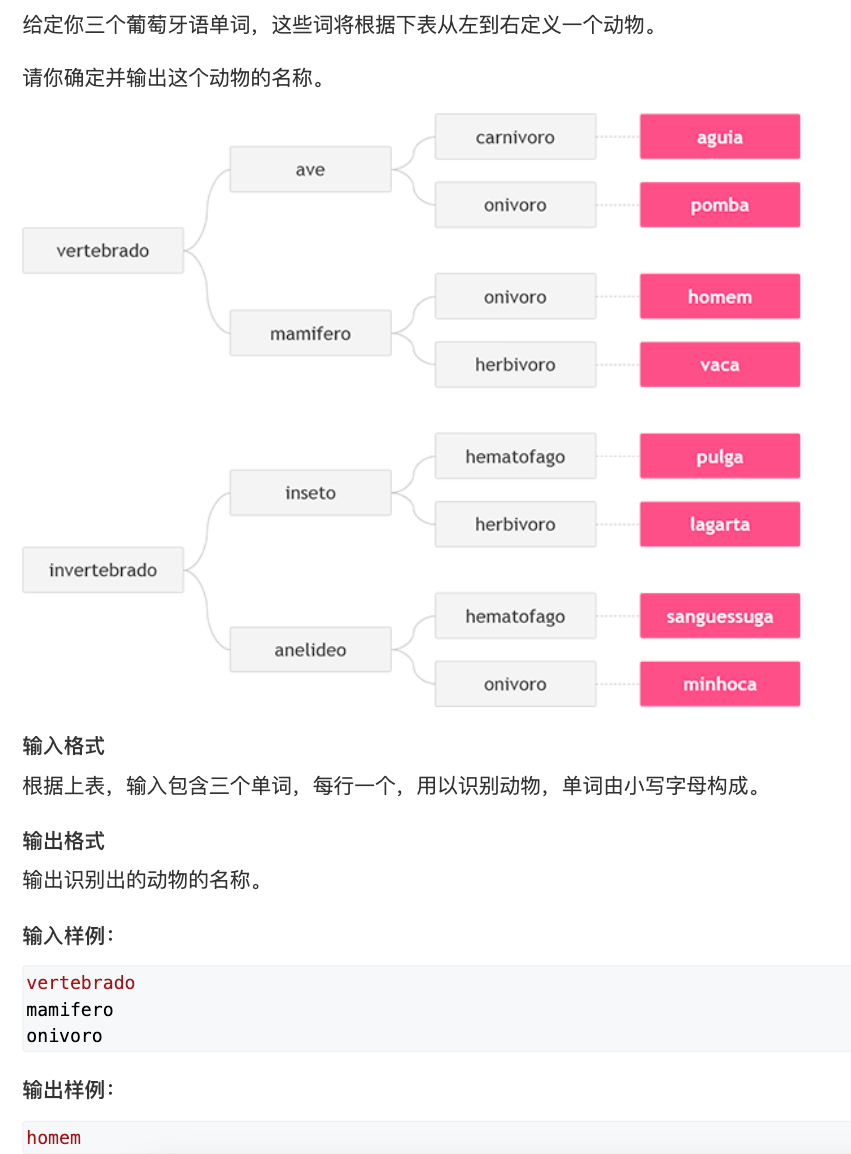 给定你三个葡萄牙语单词，这些词将根据下表从左到右定义一个动物。
请你确定并输出这个动物的名称。
vertebrado
ave
carnivoro
aguia
onivoro
pomba
mamifero
onivoro
homem
herbivoro
vaca
invertebrado
inseto
hematofago
pulga
herbivoro
lagarta
anelideo
hematofago
sanguessuga
onivoro
minhoca
输入格式
根据上表，输入包含三个单词，每行一个，用以识别动物，单词由小写字母构成。
输出格式
输出识别出的动物的名称。
输入样例：
vertebrado
mamifero
onivoro
输出样例：
homem